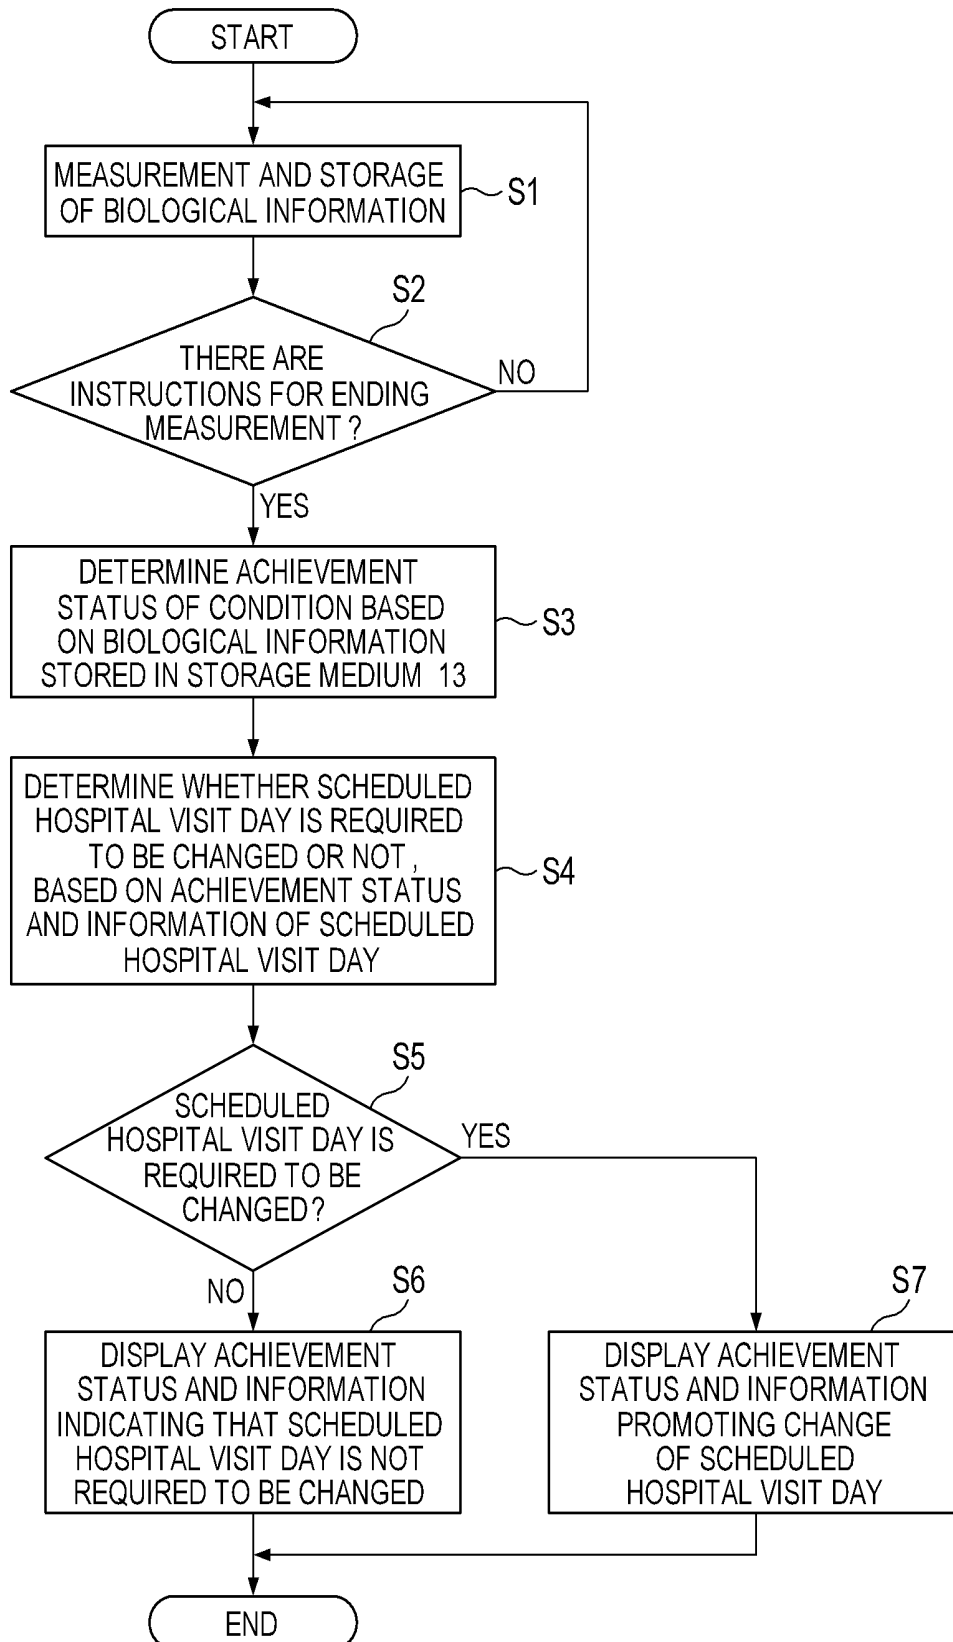 START
MEASUREMENT AND STORAGE
OF BIOLOGICAL INFORMATION
S1
S2
THERE ARE
INSTRUCTIONS FOR ENDING
MEASUREMENT ?
NO
YES
DETERMINE ACHIEVEMENT
STATUS OF CONDITION BASED
ON BIOLOGICAL INFORMATION
STORED IN STORAGE MEDIUM 13
S3
DETERMINE WHETHER SCHEDULED
HOSPITAL VISIT DAY IS REQUIRED
TO BE CHANGED OR NOT ,
BASED ON ACHIEVEMENT STATUS
AND INFORMATION OF SCHEDULED
HOSPITAL VISIT DAY
S4
S5
SCHEDULED
HOSPITAL VISIT DAY IS
REQUIRED TO BE
CHANGED?
YES
NO
S6
DISPLAY ACHIEVEMENT
STATUS AND INFORMATION
INDICATING THAT SCHEDULED
HOSPITAL VISIT DAY IS NOT
REQUIRED TO BE CHANGED
S7
DISPLAY ACHIEVEMENT
STATUS AND INFORMATION
PROMOTING CHANGE
OF SCHEDULED
HOSPITAL VISIT DAY
END